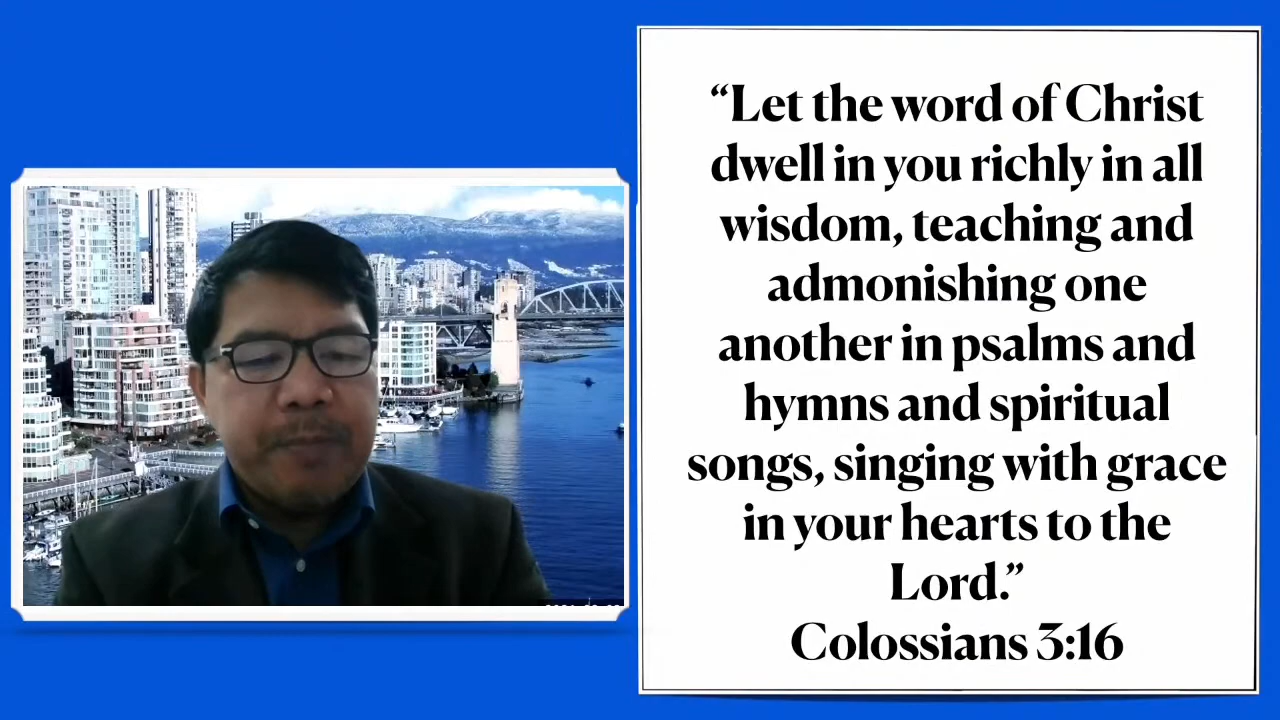 “Let the word of Christ
dwell in you richly in all
wisdom, teaching and
admonishing one
another in psalms and
hymns and spiritual
songs, singing with grace
in your hearts to the
Lord.”
Colossians 3:16